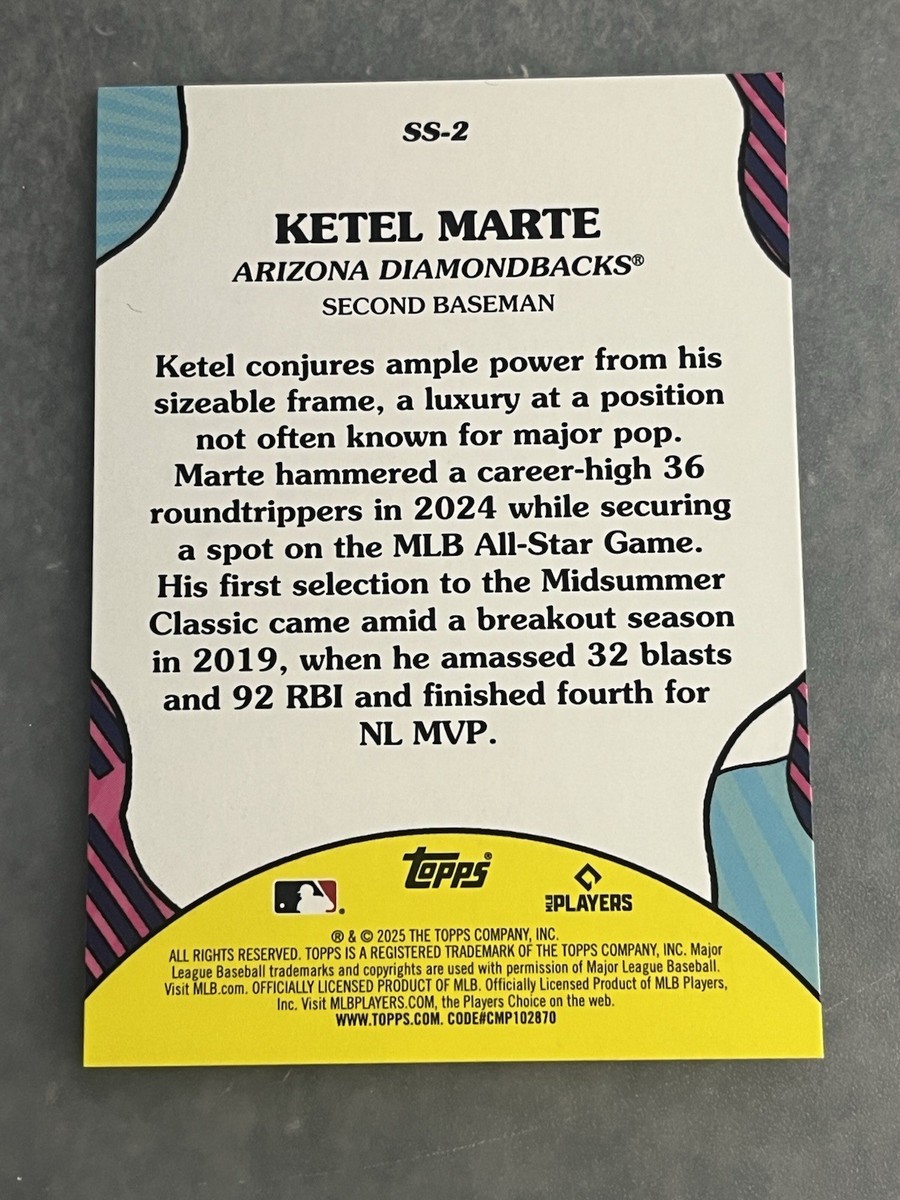 SS-2
KETEL MARTE
ARIZONA DIAMONDBACKS®
SECOND BASEMAN
Ketel conjures ample power from his
sizeable frame, a luxury at a position
not often known for major pop.
Marte hammered a career-high 36
roundtrippers in 2024 while securing
a spot on the MLB All-Star Game.
His first selection to the Midsummer
Classic came amid a breakout season
in 2019, when he amassed 32 blasts
and 92 RBI and finished fourth for
NL MVP.
topps®
MLB PLAYERS
® & © 2025 THE TOPPS COMPANY, INC.
ALL RIGHTS RESERVED. TOPPS IS A REGISTERED TRADEMARK OF THE TOPPS COMPANY, INC. Major
League Baseball trademarks and copyrights are used with permission of Major League Baseball.
Visit MLB.com. OFFICIALLY LICENSED PRODUCT OF MLB. Officially Licensed Product of MLB Players,
Inc. Visit MLBPLAYERS.COM, the Players Choice on the web.
WWW.TOPPS.COM. CODE#CMP102870